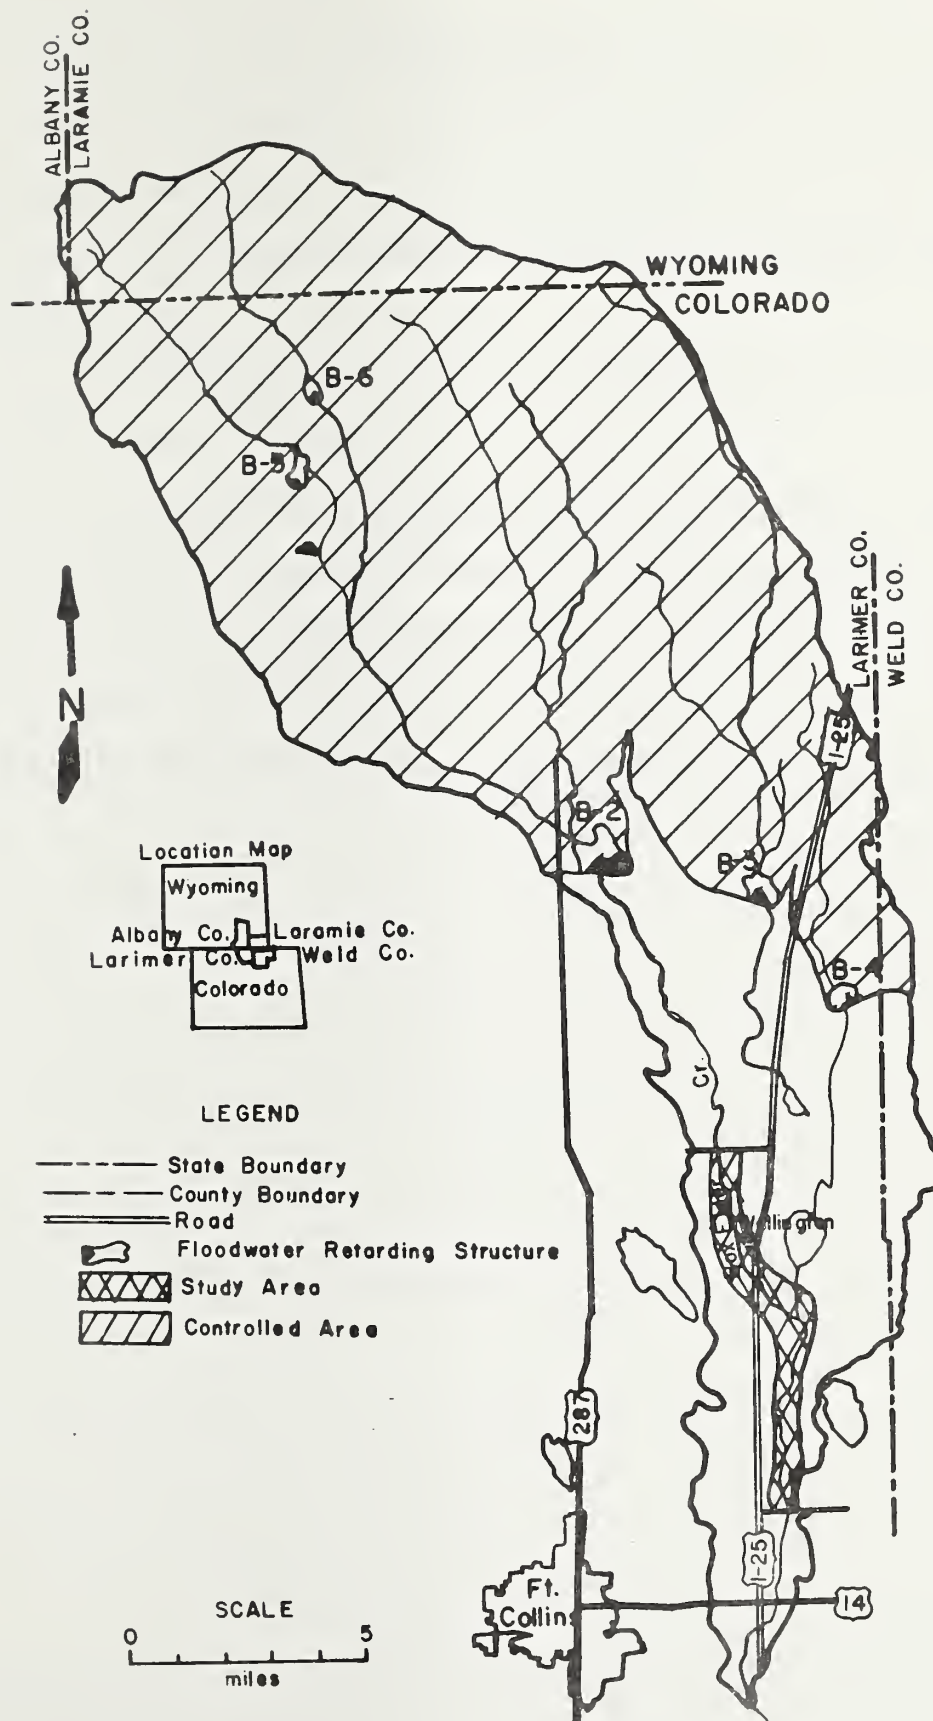 ALBANY CO.
LARAMIE CO.
WYOMING
COLORADO
B-6
B-5
LARIMER CO.
WELD CO.
I-25
N
B-2
B-3
B-4
Location Map
Wyoming
Albany Co.
Laramie Co.
Larimer Co.
Weld Co.
Colorado
Cr.
LEGEND
State Boundary
County Boundary
Road
Floodwater Retarding Structure
Study Area
Controlled Area
Wellington
287
I-25
Ft.
Collins
14
SCALE
0 5
miles